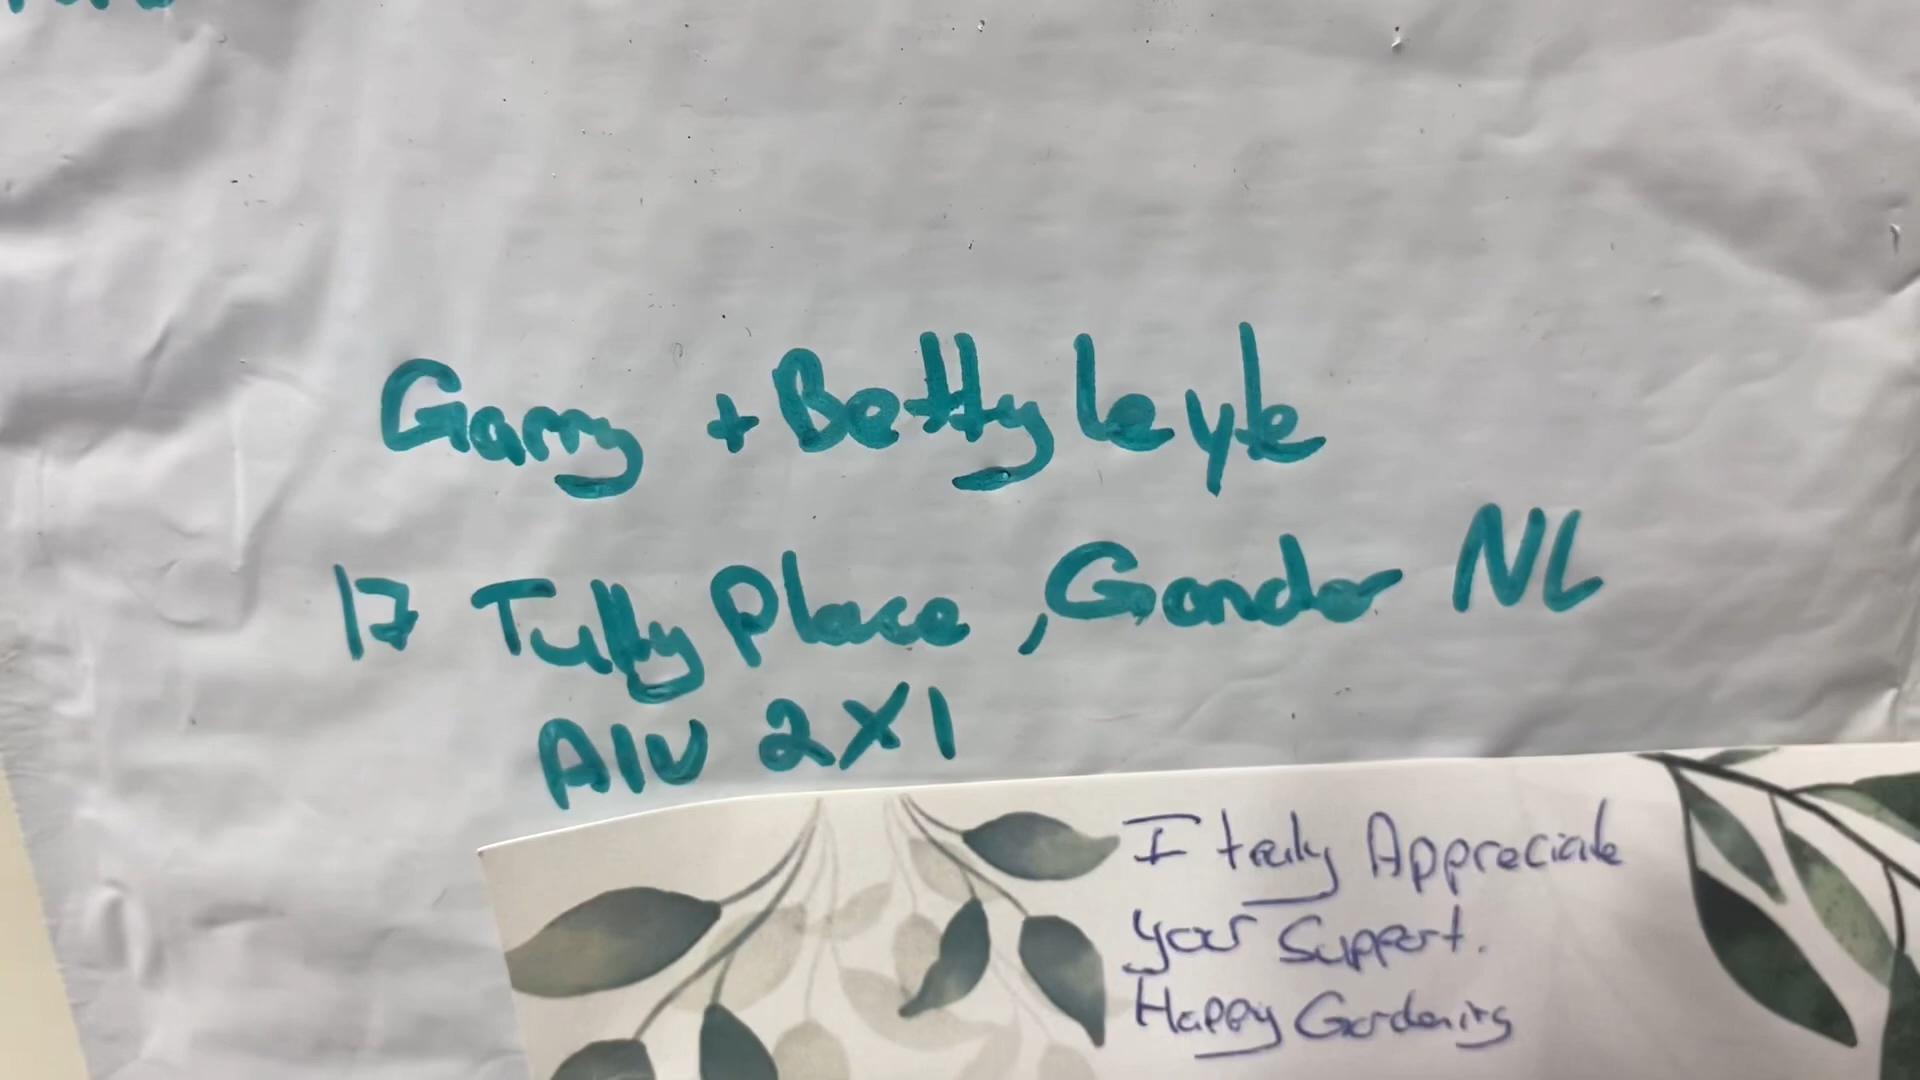 Garry + Betty Leyte
17 Tully Place, Gander NL
A1V 2X1
I truly Appreciate
your Support.
Happy Gardening